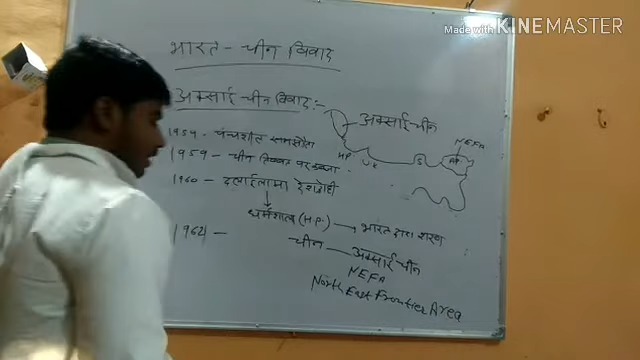 Made with KINEMASTER
भारत - चीन विवाद
अक्साई चीन विवाद :-
अक्साई चीन
NEFA
1954 - पंचशील समझौता
HP
UK
S
AP
1959 - चीन तिब्बत पर कब्जा
1960 - दलाईलामा देशद्रोही
धर्मशाला (H.P.) → भारत द्वारा शरण
1962 -
चीन - अक्साई चीन
NEFA
North East Frontier Area